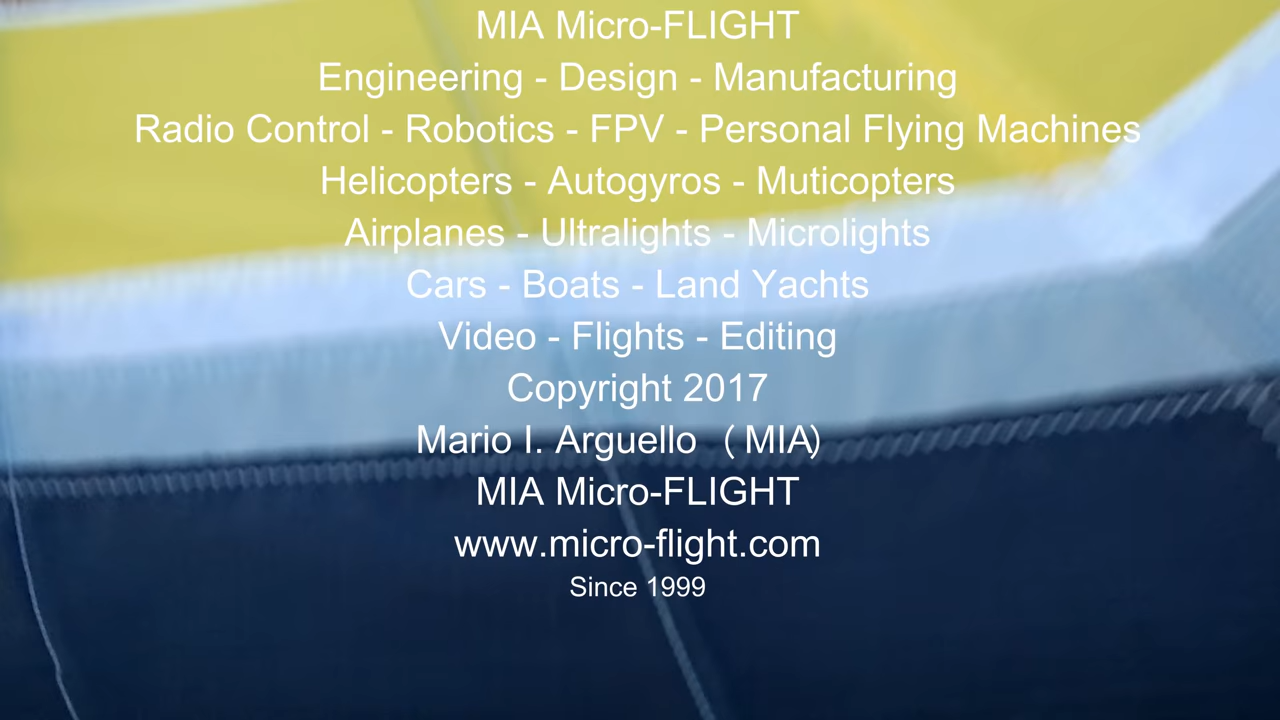 MIA Micro-FLIGHT
Engineering - Design - Manufacturing
Radio Control - Robotics - FPV - Personal Flying Machines
Helicopters - Autogyros - Muticopters
Airplanes - Ultralights - Microlights
Cars - Boats - Land Yachts
Video - Flights - Editing
Copyright 2017
Mario I. Arguello ( MIA)
MIA Micro-FLIGHT
www.micro-flight.com
Since 1999